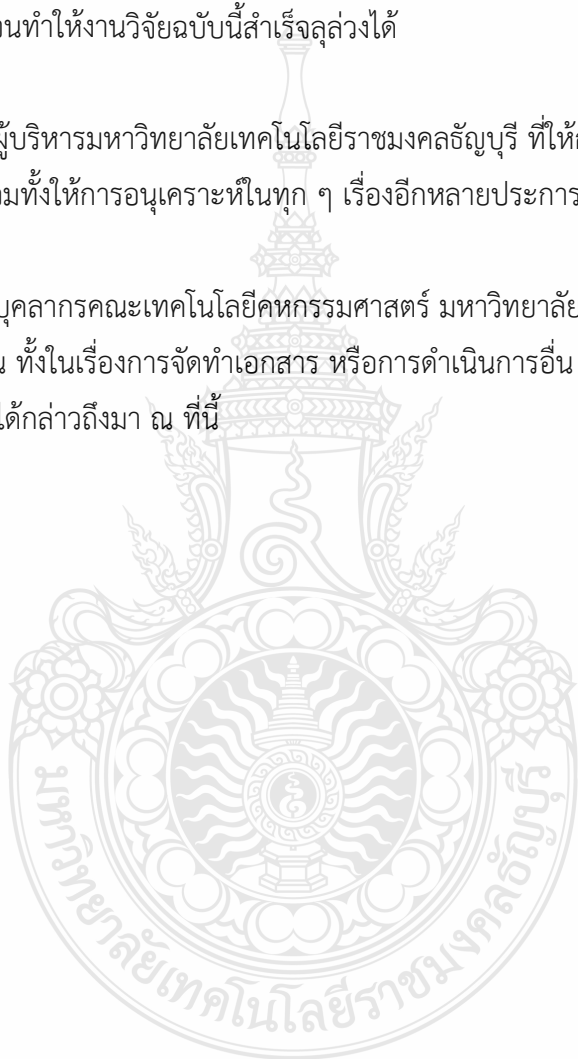 นทำให้งานวิจัยฉบับนี้สำเร็จลุล่วงได้
ผู้บริหารมหาวิทยาลัยเทคโนโลยีราชมงคลธัญบุรี ที่ให้
มทั้งให้การอนุเคราะห์ในทุก ๆ เรื่องอีกหลายประการ
บุคลากรคณะเทคโนโลยีคหกรรมศาสตร์ มหาวิทยาลัย
น ทั้งในเรื่องการจัดทำเอกสาร หรือการดำเนินการอื่น
ได้กล่าวถึงมา ณ ที่นี้
มหาวิทยาลัยเทคโนโลยีราชมงคลธัญบุรี